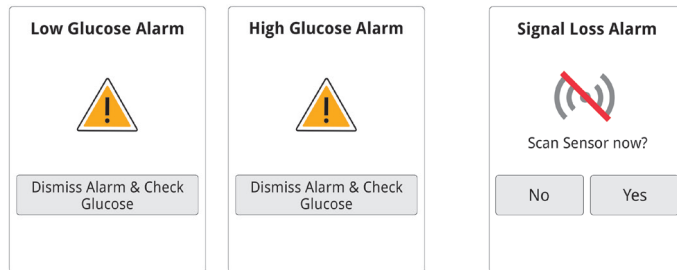 Low Glucose Alarm
Dismiss Alarm & Check
Glucose
High Glucose Alarm
Dismiss Alarm & Check
Glucose
Signal Loss Alarm
Scan Sensor now?
No
Yes